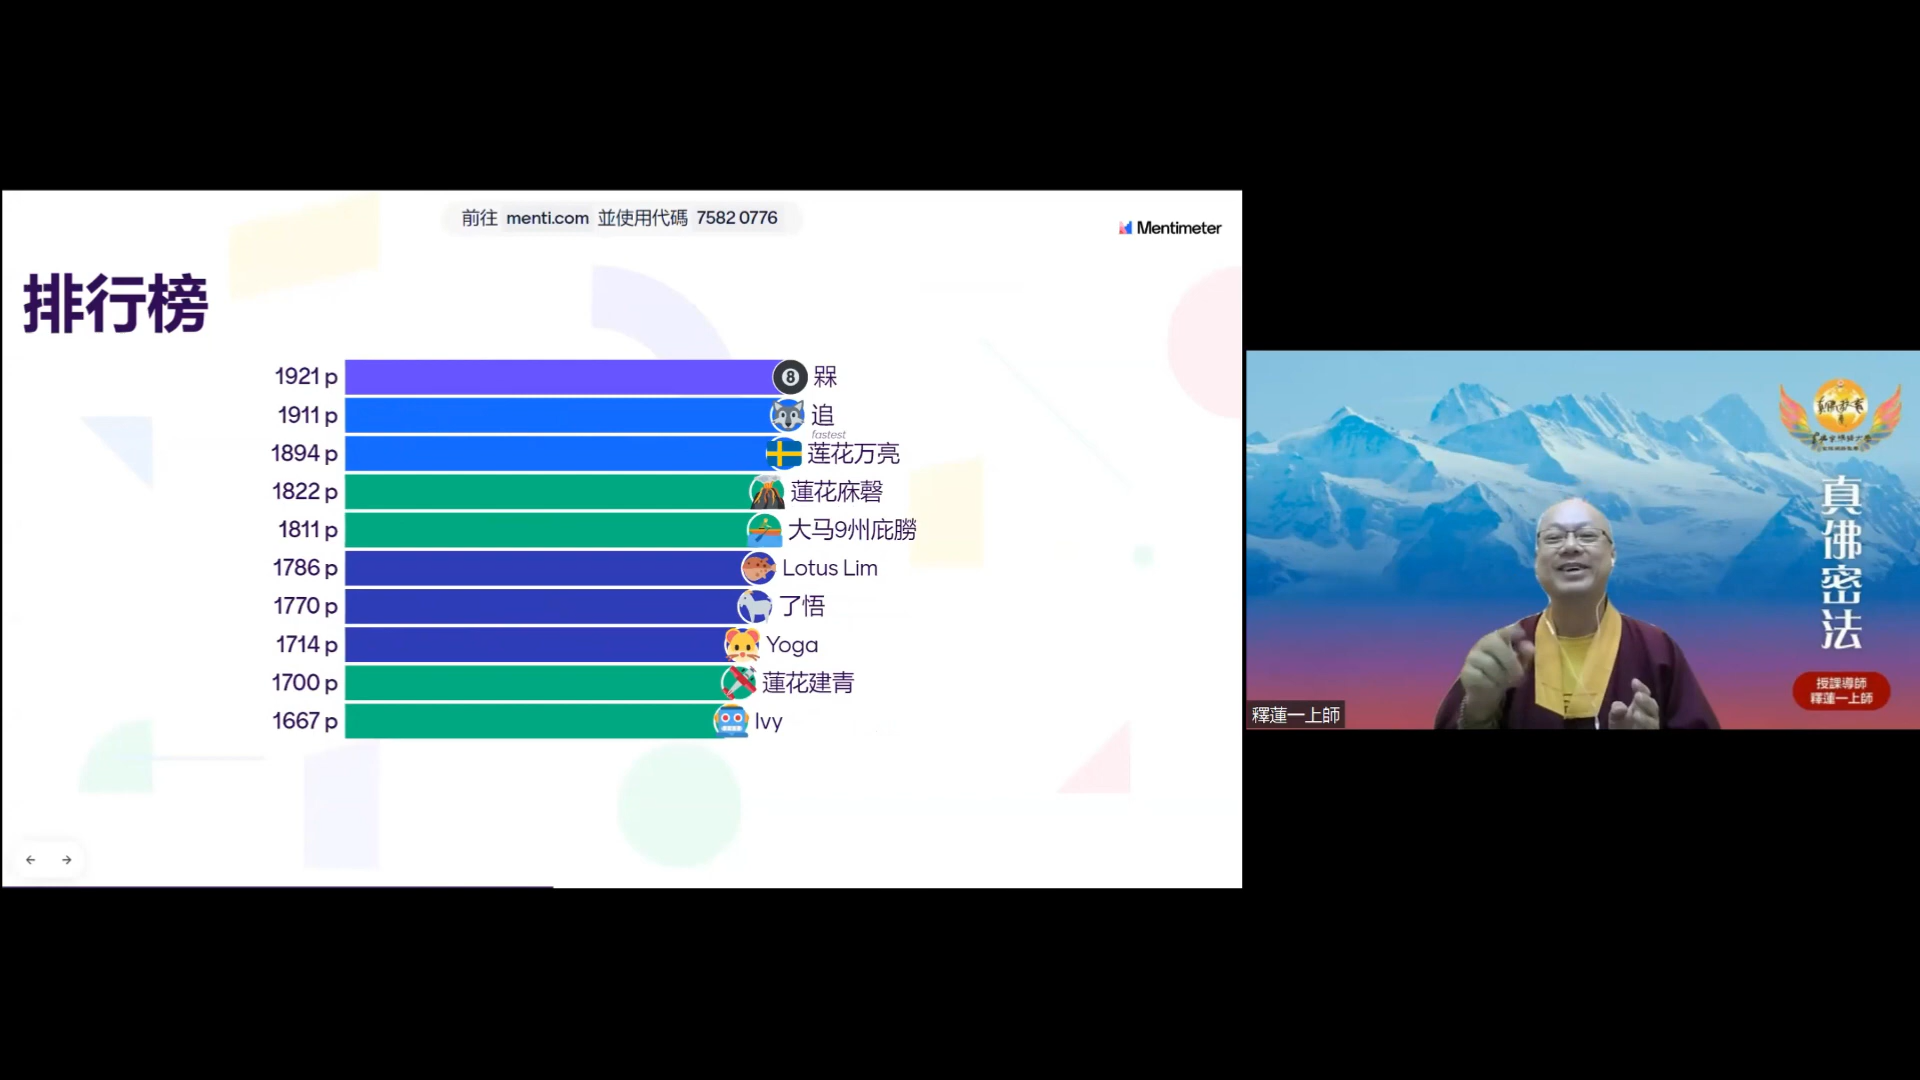 前往 menti.com 並使用代碼 7582 0776
Mentimeter
排行榜
1921 p 槑
1911 p 追
fastest
1894 p 莲花万亮
1822 p 蓮花庥磬
1811 p 大马9州庇朥
1786 p Lotus Lim
1770 p 了悟
1714 p Yoga
1700 p 蓮花建青
1667 p Ivy
真佛密法
授課導師
釋蓮一上師
釋蓮一上師